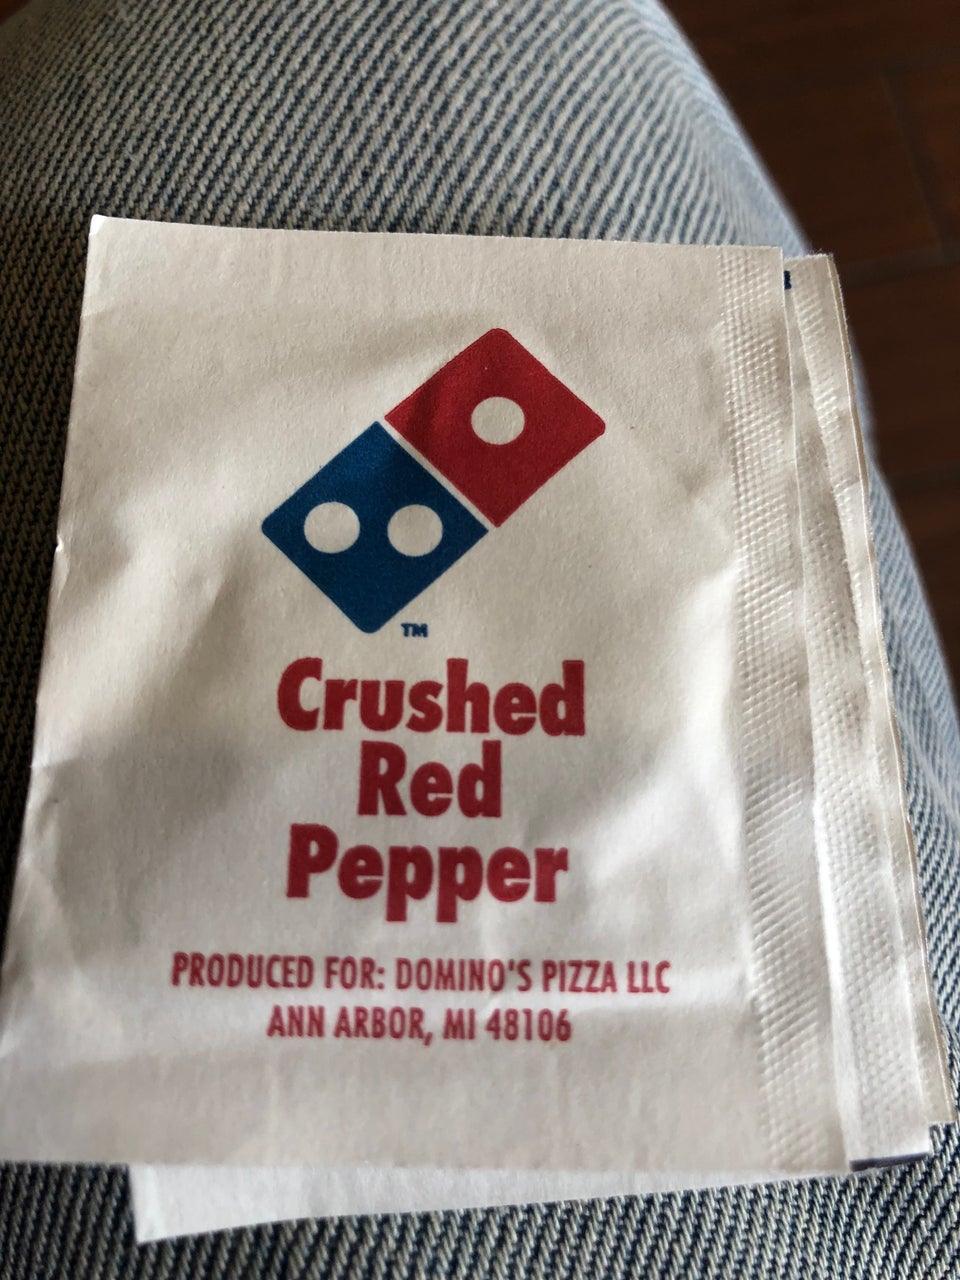 TM
Crushed
Red
Pepper
PRODUCED FOR: DOMINO'S PIZZA LLC
ANN ARBOR, MI 48106